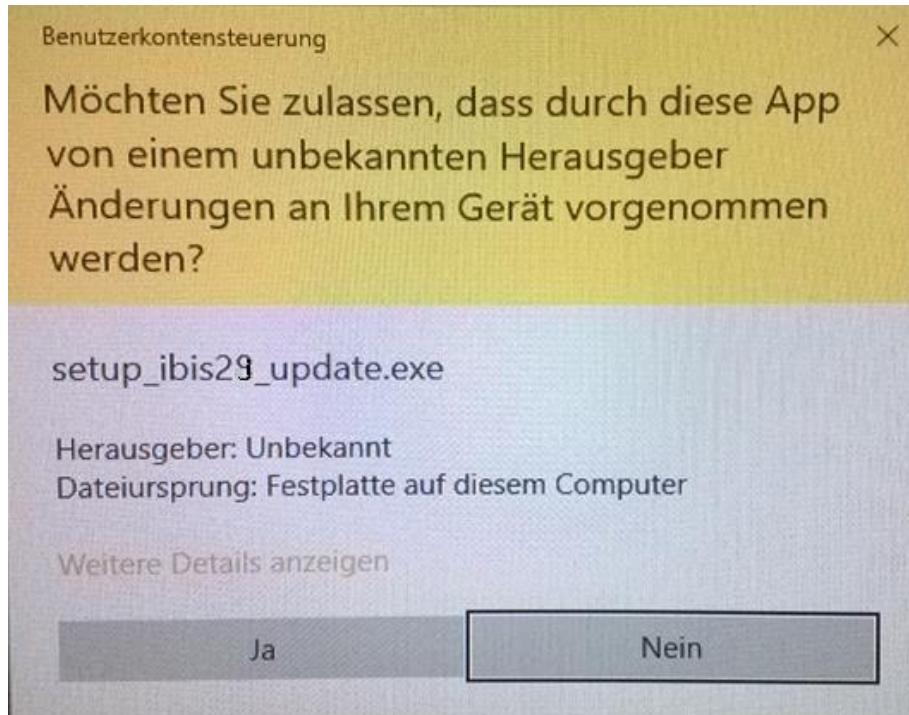 Benutzerkontensteuerung
Möchten Sie zulassen, dass durch diese App
von einem unbekannten Herausgeber
Änderungen an Ihrem Gerät vorgenommen
werden?
setup_ibis29_update.exe
Herausgeber: Unbekannt
Dateiursprung: Festplatte auf diesem Computer
Weitere Details anzeigen
Ja
Nein